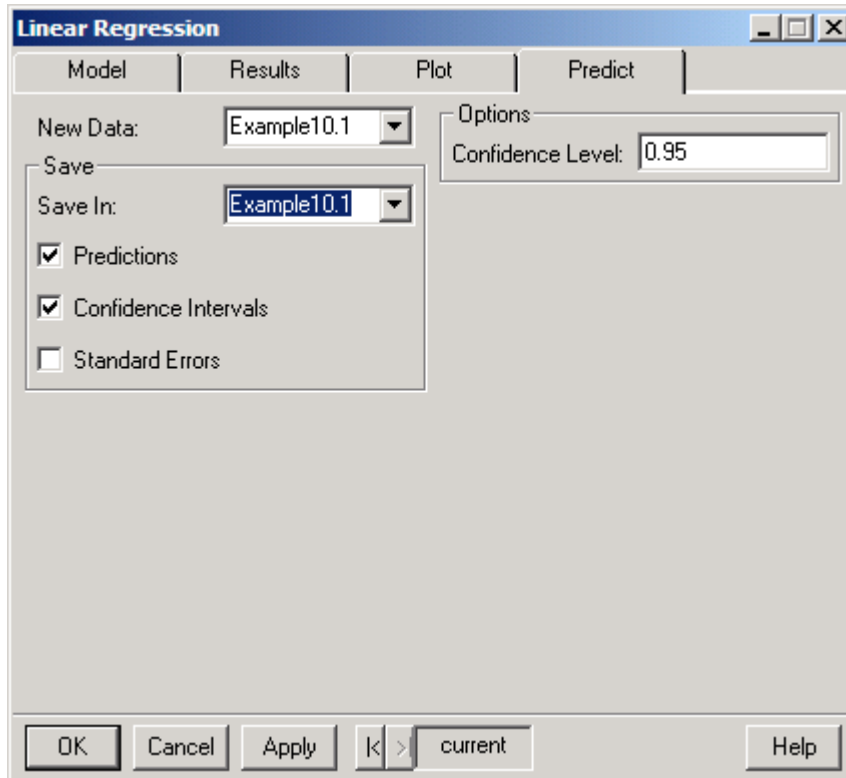 Linear Regression
Model Results Plot Predict
New Data: Example10.1
Save
Save In: Example10.1
Predictions
Confidence Intervals
Standard Errors
Options
Confidence Level: 0.95
OK Cancel Apply |< >| current Help